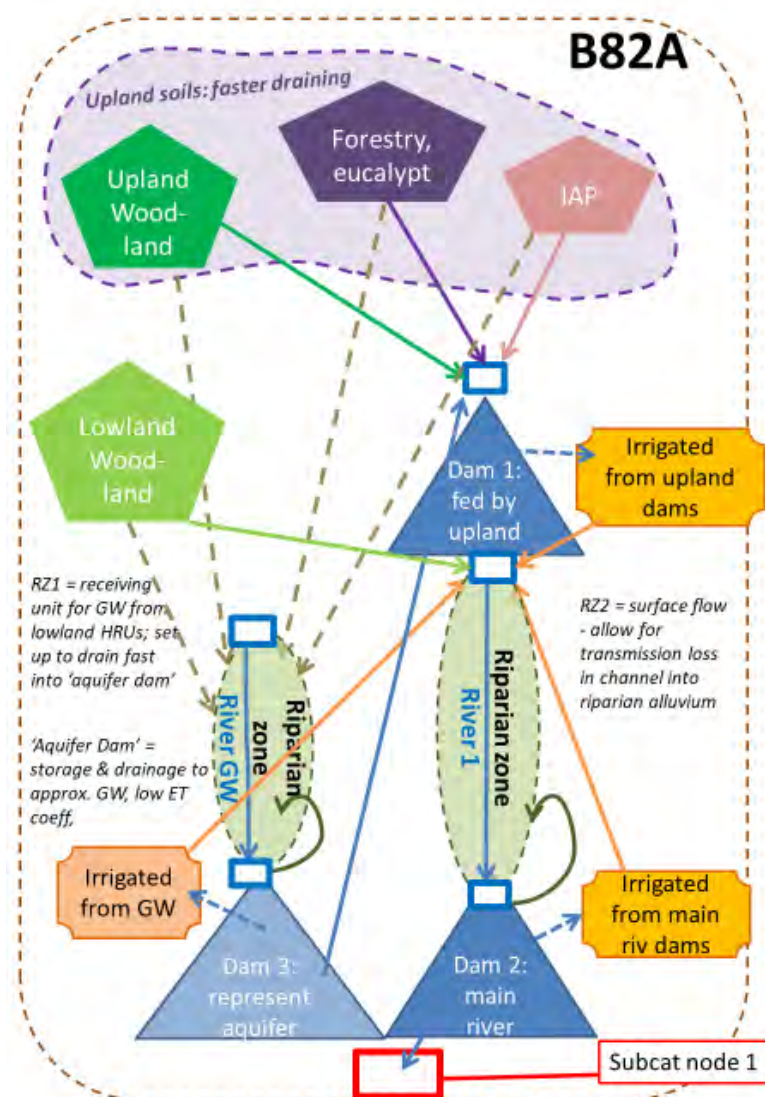 B82A
Upland soils: faster draining
Forestry,
eucalypt
Upland
Wood-
land
IAP
Lowland
Wood-
land
Dam 1:
fed by
upland
Irrigated
from upland
dams
RZ1 = receiving
unit for GW from
lowland HRUs; set
up to drain fast
into ‘aquifer dam’
RZ2 = surface flow
- allow for
transmission loss
in channel into
riparian alluvium
Riparian
zone
River GW
Riparian zone
River 1
‘Aquifer Dam’ =
storage & drainage to
approx. GW, low ET
coeff,
Irrigated
from GW
Irrigated
from main
riv dams
Dam 3:
represent
aquifer
Dam 2:
main
river
Subcat node 1